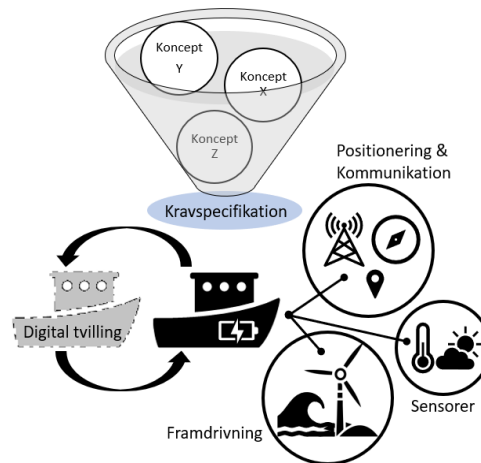 Koncept
Y
Koncept
X
Koncept
Z
Kravspecifikation
Positionering &
Kommunikation
Digital tvilling
Sensorer
Framdrivning